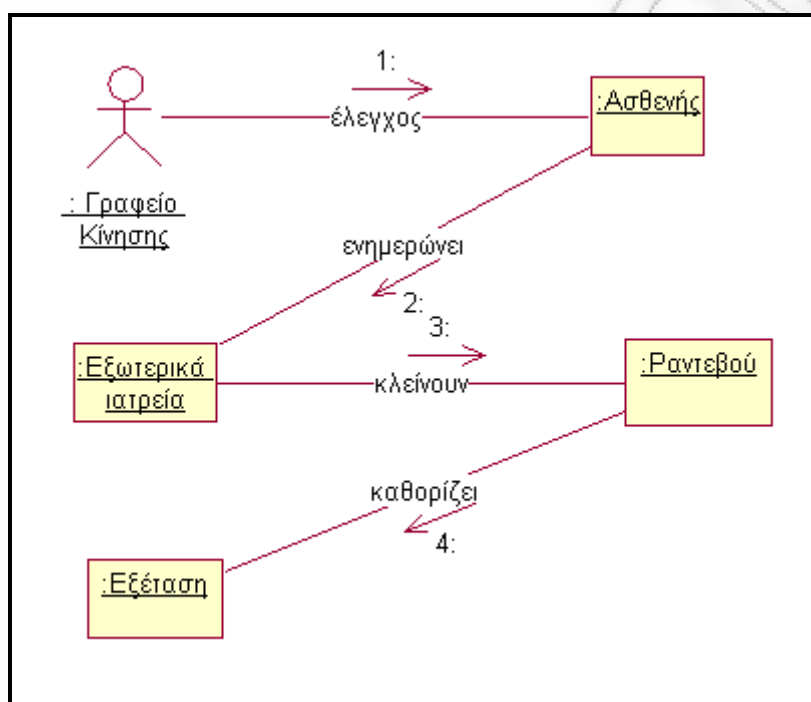 1:
έλεγχος
:Ασθενής
: Γραφείο
Κίνησης
ενημερώνει
2:
3:
:Εξωτερικά
ιατρεία
κλείνουν
:Ραντεβού
καθορίζει
4:
:Εξέταση